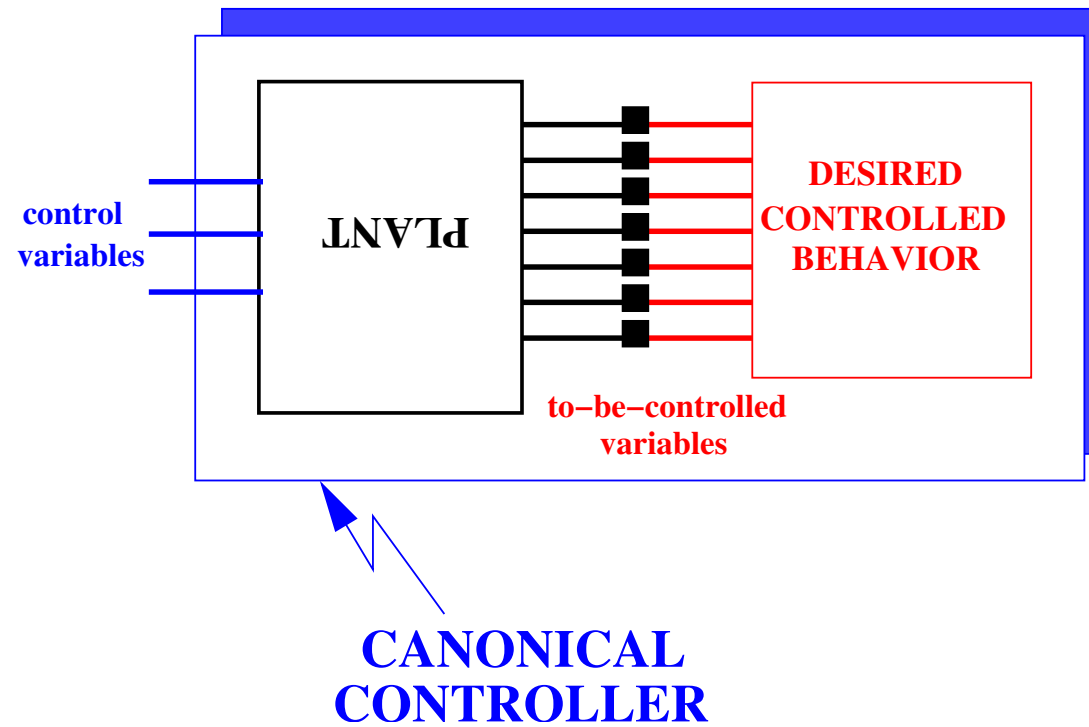 control
variables
PLANT
DESIRED
CONTROLLED
BEHAVIOR
to−be−controlled
variables
CANONICAL
CONTROLLER